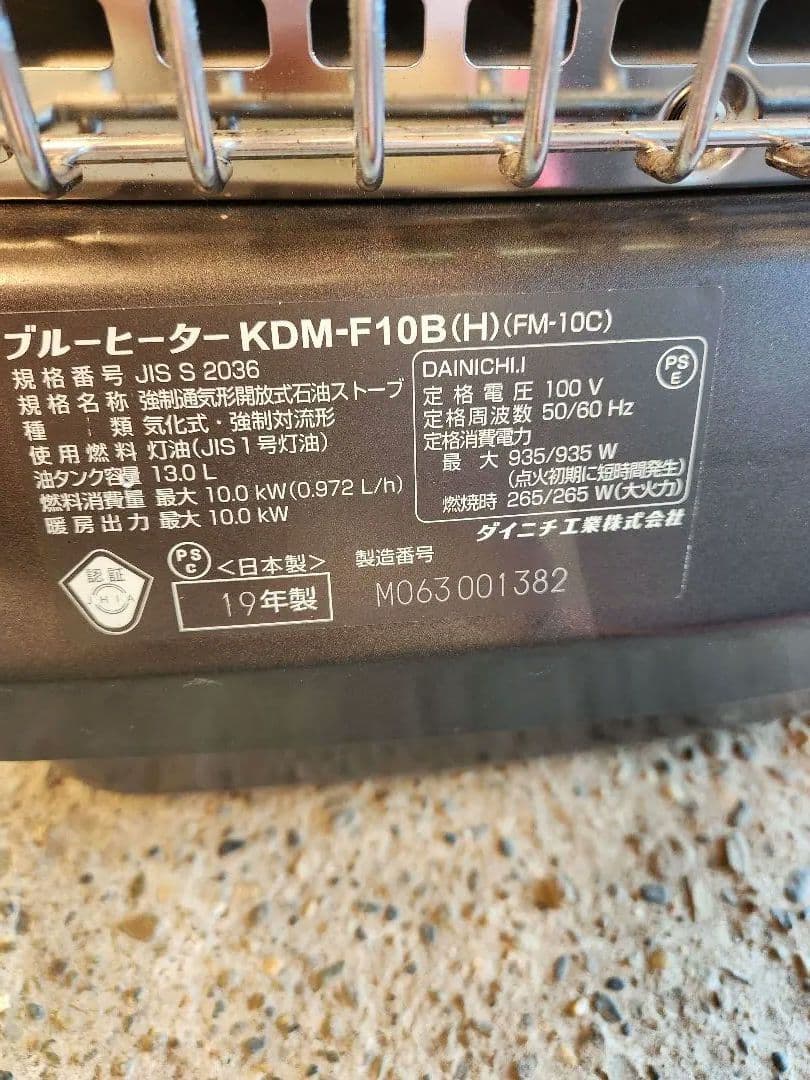 ブルーヒーター KDM-F10B(H)(FM-10C)
規格番号 JIS S 2036
規格名称 強制通気形開放式石油ストーブ
種類 気化式・強制対流形
使用燃料 灯油(JIS1号灯油)
油タンク容量 13.0 L
燃料消費量 最大 10.0 kW(0.972 L/h)
暖房出力 最大 10.0 kW
DAINICHI.I
PS
E
定格電圧 100 V
定格周波数 50/60 Hz
定格消費電力
最大 935/935 W
(点火初期に短時間発生)
燃焼時 265/265 W(大火力)
ダイニチ工業株式会社
認証
JHIA
PS
C
<日本製>
19年製
製造番号
M063001382